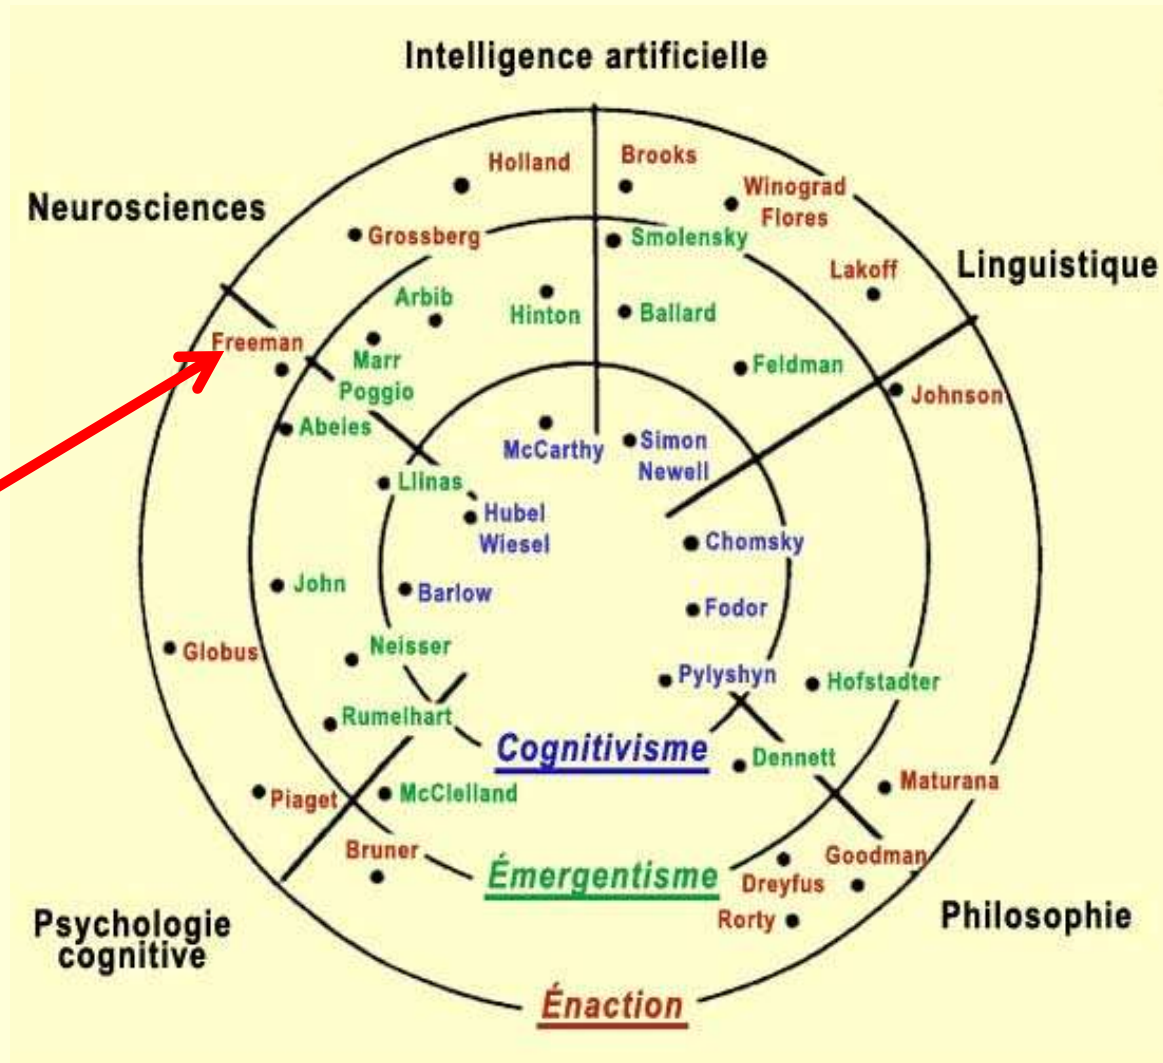 Intelligence artificielle
Holland
Brooks
Winograd
Flores
Neurosciences
Grossberg
Smolensky
Lakoff
Linguistique
Arbib
Hinton
Ballard
Freeman
Marr
Poggio
Feldman
Johnson
Abeles
McCarthy
Simon
Newell
Llinas
Hubel
Wiesel
Chomsky
John
Barlow
Fodor
Globus
Neisser
Pylyshyn
Hofstadter
Rumelhart
Cognitivisme
Dennett
Piaget
McClelland
Maturana
Bruner
Émergentisme
Goodman
Dreyfus
Rorty
Psychologie
cognitive
Philosophie
Énaction